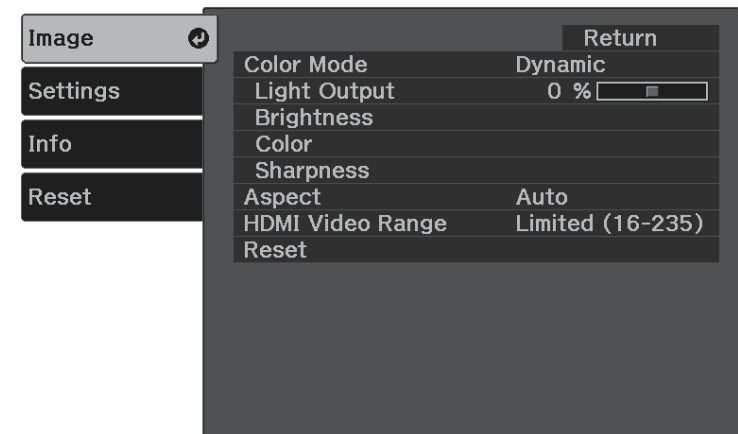 Image
Settings
Info
Reset
Return
Color Mode Dynamic
Light Output 0 %
Brightness
Color
Sharpness
Aspect Auto
HDMI Video Range Limited (16-235)
Reset